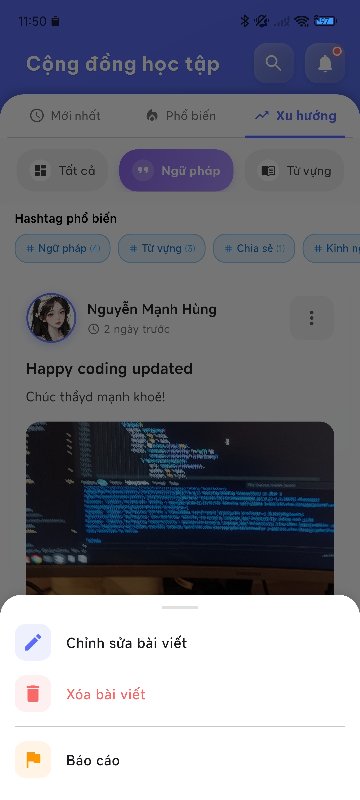 11:50
57
Cộng đồng học tập
Mới nhất
Phổ biến
Xu hướng
Tất cả
Ngữ pháp
Từ vựng
Hashtag phổ biến
# Ngữ pháp (4)
# Từ vựng (3)
# Chia sẻ (1)
# Kinh
Nguyễn Mạnh Hùng
2 ngày trước
Happy coding updated
Chúc thầyd mạnh khoẻ!
Chỉnh sửa bài viết
Xóa bài viết
Báo cáo